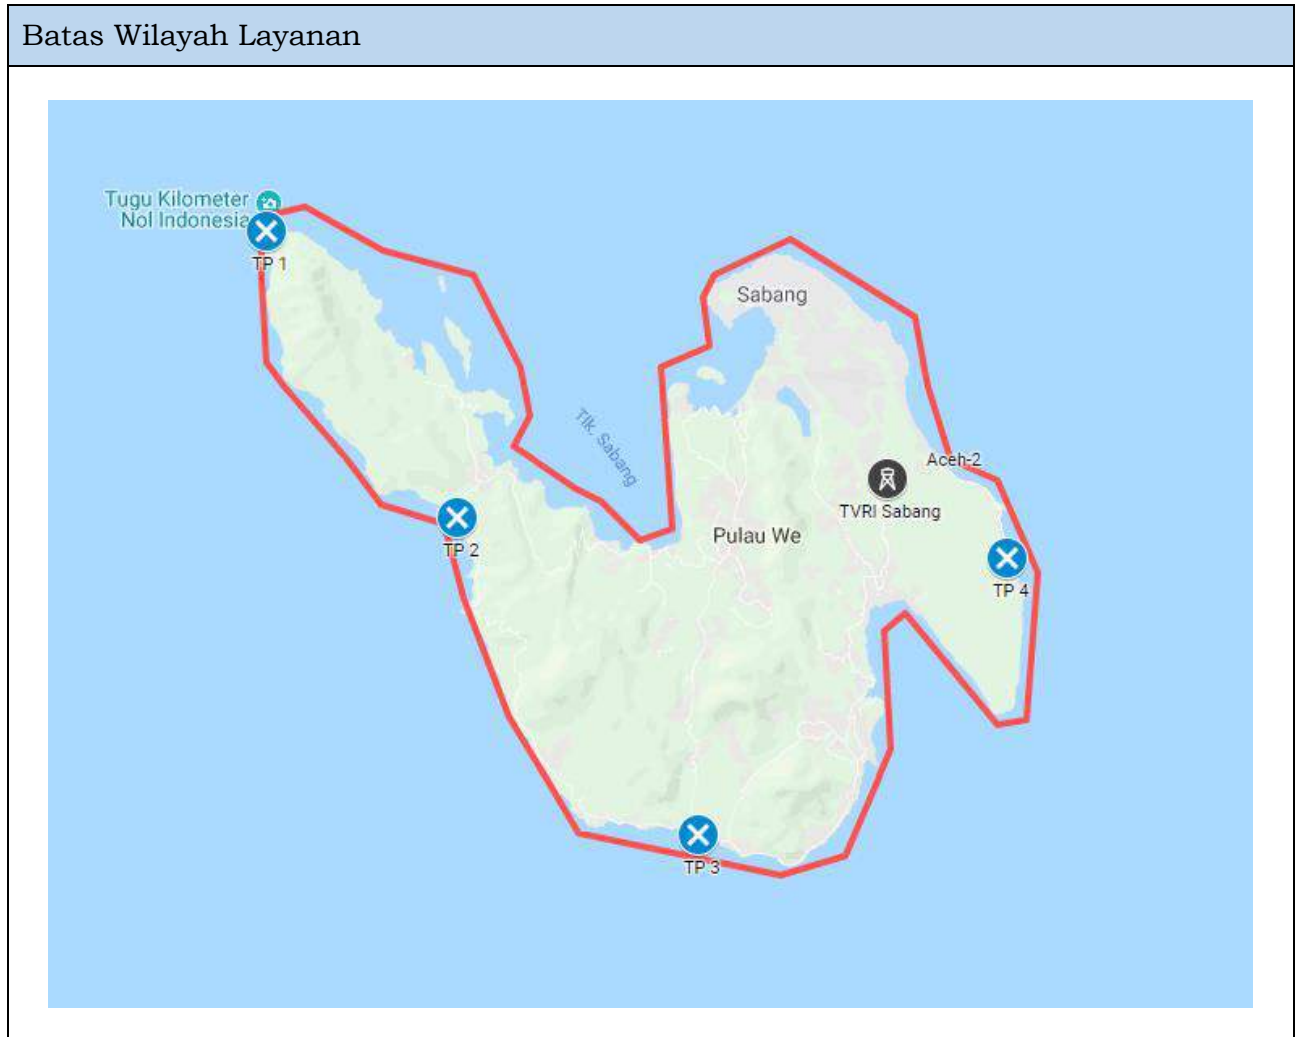 Batas Wilayah Layanan
Tugu Kilometer
Nol Indonesia
TP 1
Sabang
Tlk. Sabang
Aceh-2
TVRI Sabang
TP 2
Pulau We
TP 4
TP 3